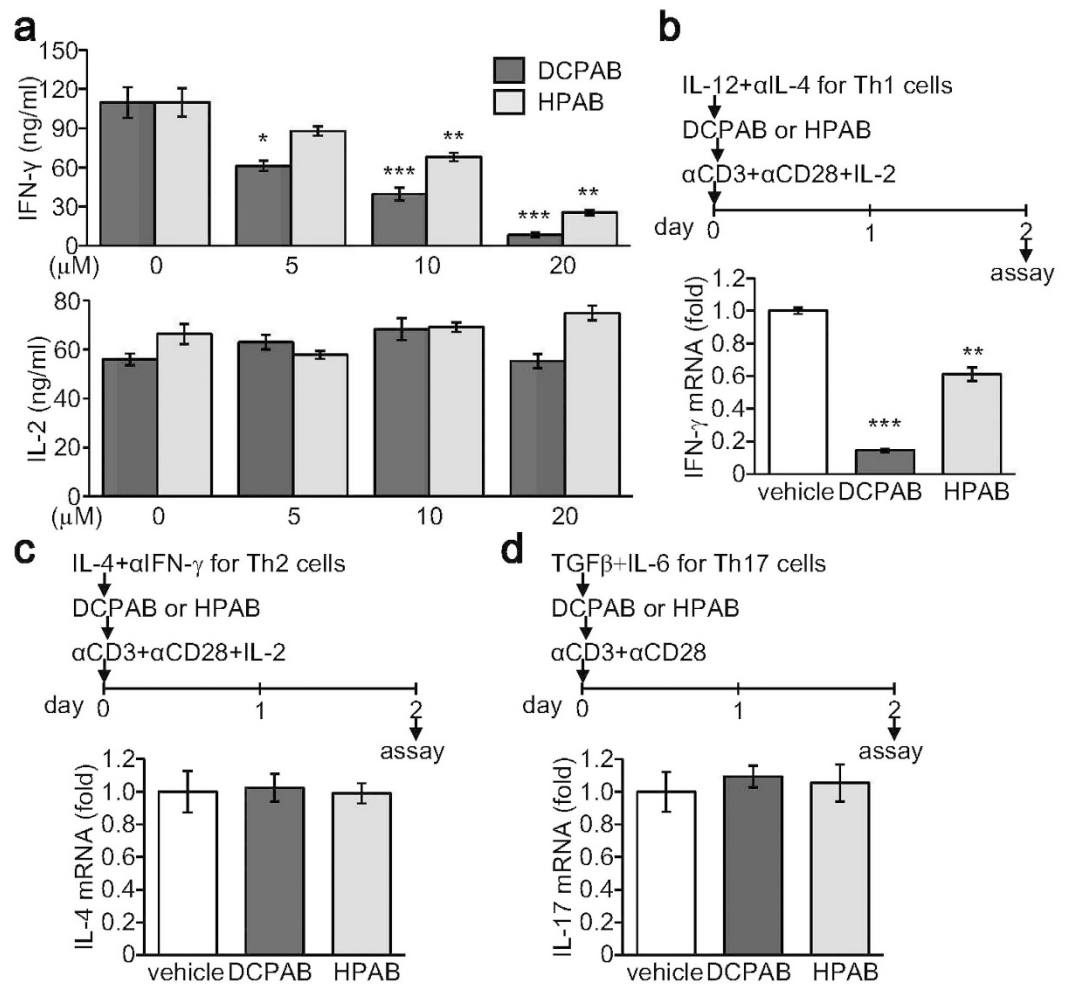 a
150
120
90
60
30
0
IFN-γ (ng/ml)
DCPAB
HPAB
*
***
**
***
**
(μM) 0 5 10 20
80
60
40
20
0
IL-2 (ng/ml)
(μM) 0 5 10 20
b
IL-12+αIL-4 for Th1 cells
DCPAB or HPAB
αCD3+αCD28+IL-2
day 0 1 2
assay
1.2
1.0
0.8
0.6
0.4
0.2
0
IFN-γ mRNA (fold)
***
**
vehicle DCPAB HPAB
c
IL-4+αIFN-γ for Th2 cells
DCPAB or HPAB
αCD3+αCD28+IL-2
day 0 1 2
assay
1.2
1.0
0.8
0.6
0.4
0.2
0
IL-4 mRNA (fold)
vehicle DCPAB HPAB
d
TGFβ+IL-6 for Th17 cells
DCPAB or HPAB
αCD3+αCD28
day 0 1 2
assay
1.2
1.0
0.8
0.6
0.4
0.2
0
IL-17 mRNA (fold)
vehicle DCPAB HPAB